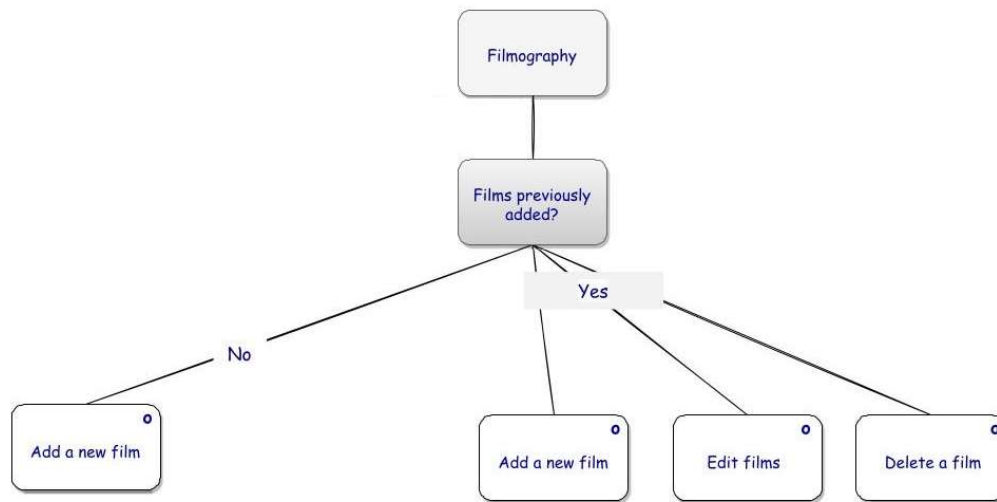 Filmography
Films previously
added?
Yes
No
o
o
o
o
Add a new film
Add a new film
Edit films
Delete a film